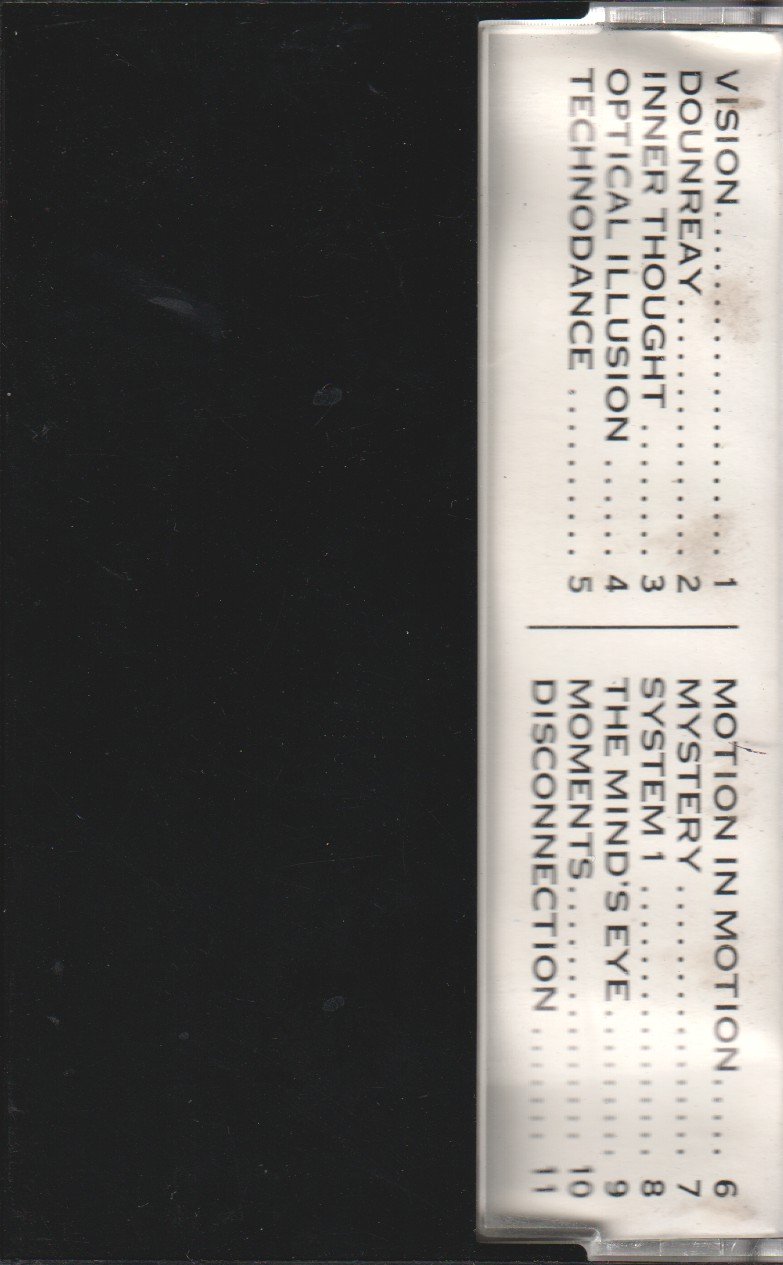 VISION.................... 1
DOUNREAY.............. 2
INNER THOUGHT ....... 3
OPTICAL ILLUSION ...... 4
TECHNODANCE ......... 5
MOTION IN MOTION..... 6
MYSTERY .............. 7
SYSTEM 1 .............. 8
THE MIND'S EYE........ 9
MOMENTS.............. 10
DISCONNECTION ....... 11